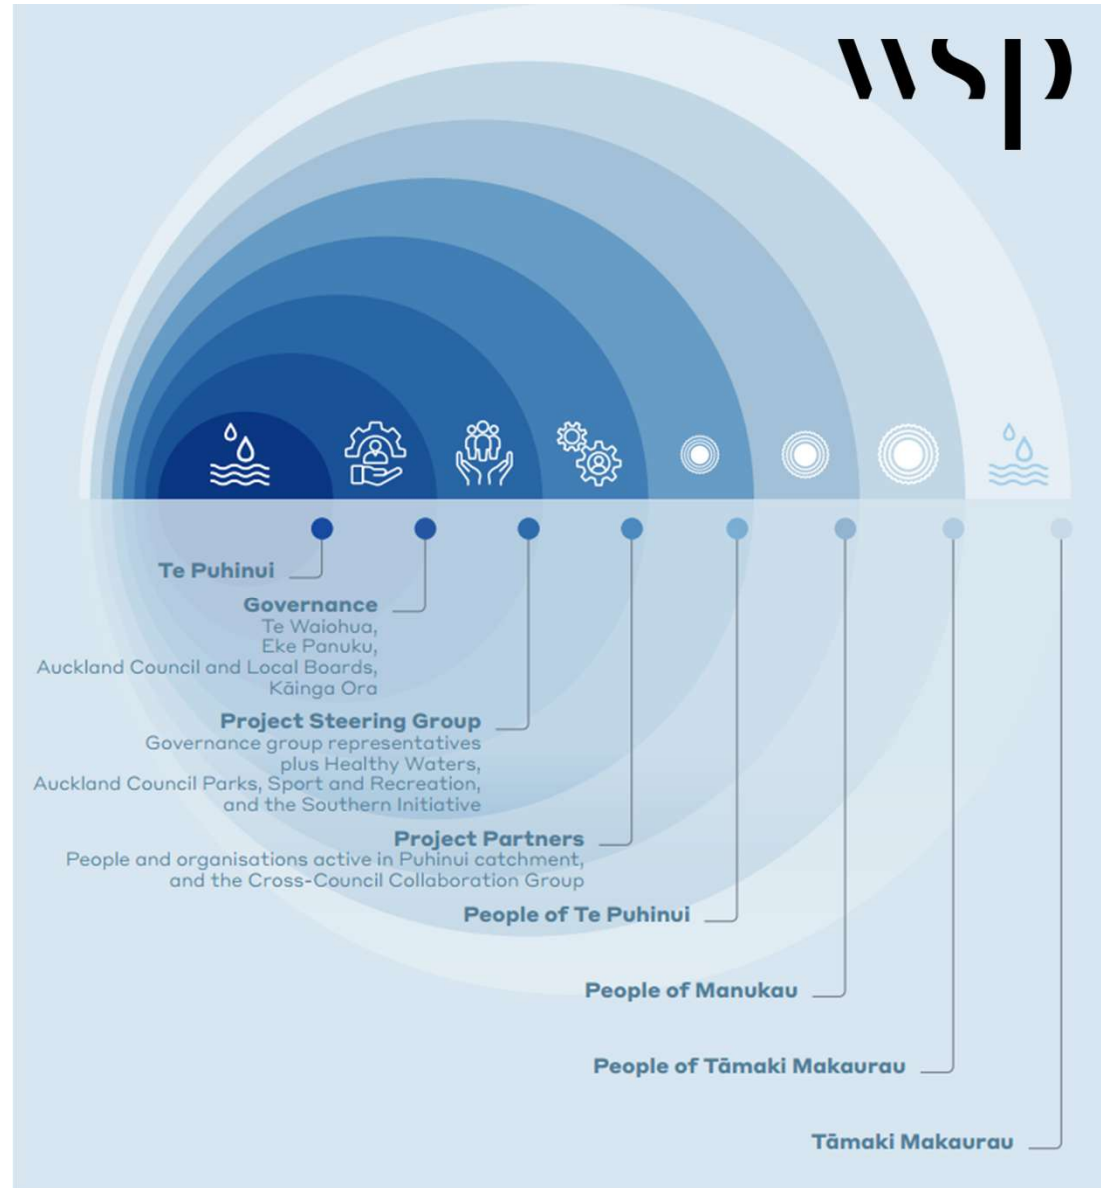 wsp
Te Puhinui
Governance
Te Waiohua,
Eke Panuku,
Auckland Council and Local Boards,
Kāinga Ora
Project Steering Group
Governance group representatives
plus Healthy Waters,
Auckland Council Parks, Sport and Recreation,
and the Southern Initiative
Project Partners
People and organisations active in Puhinui catchment,
and the Cross-Council Collaboration Group
People of Te Puhinui
People of Manukau
People of Tāmaki Makaurau
Tāmaki Makaurau